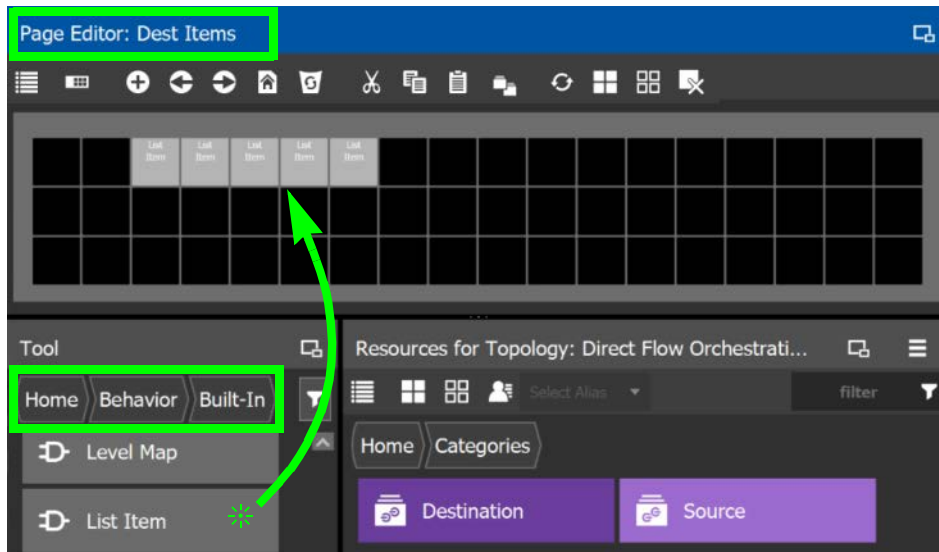 Page Editor: Dest Items
List Item List Item List Item List Item List Item
Tool
Home Behavior Built-In
Level Map
List Item
Resources for Topology: Direct Flow Orchestrati...
Select Alias
filter
Home Categories
Destination Source